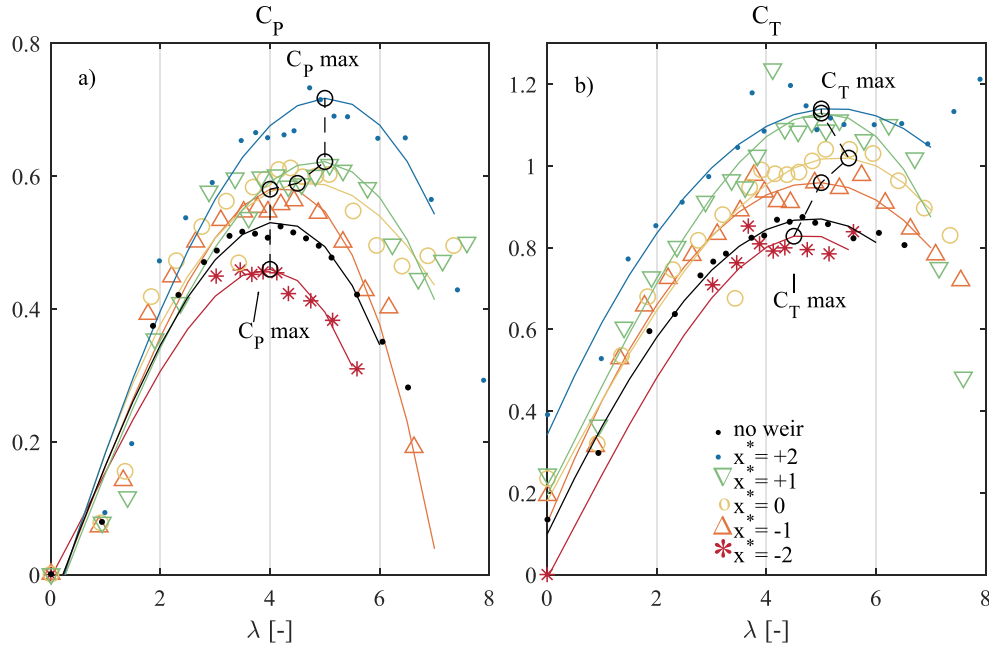 C_P
C_T
0.8
0.6
0.4
0.2
0
a)
C_P max
C_P max
0 2 4 6 8
λ [-]
1.2
1
0.8
0.6
0.4
0.2
0
b)
C_T max
C_T max
no weir
x* = +2
x* = +1
x* = 0
x* = -1
x* = -2
0 2 4 6 8
λ [-]